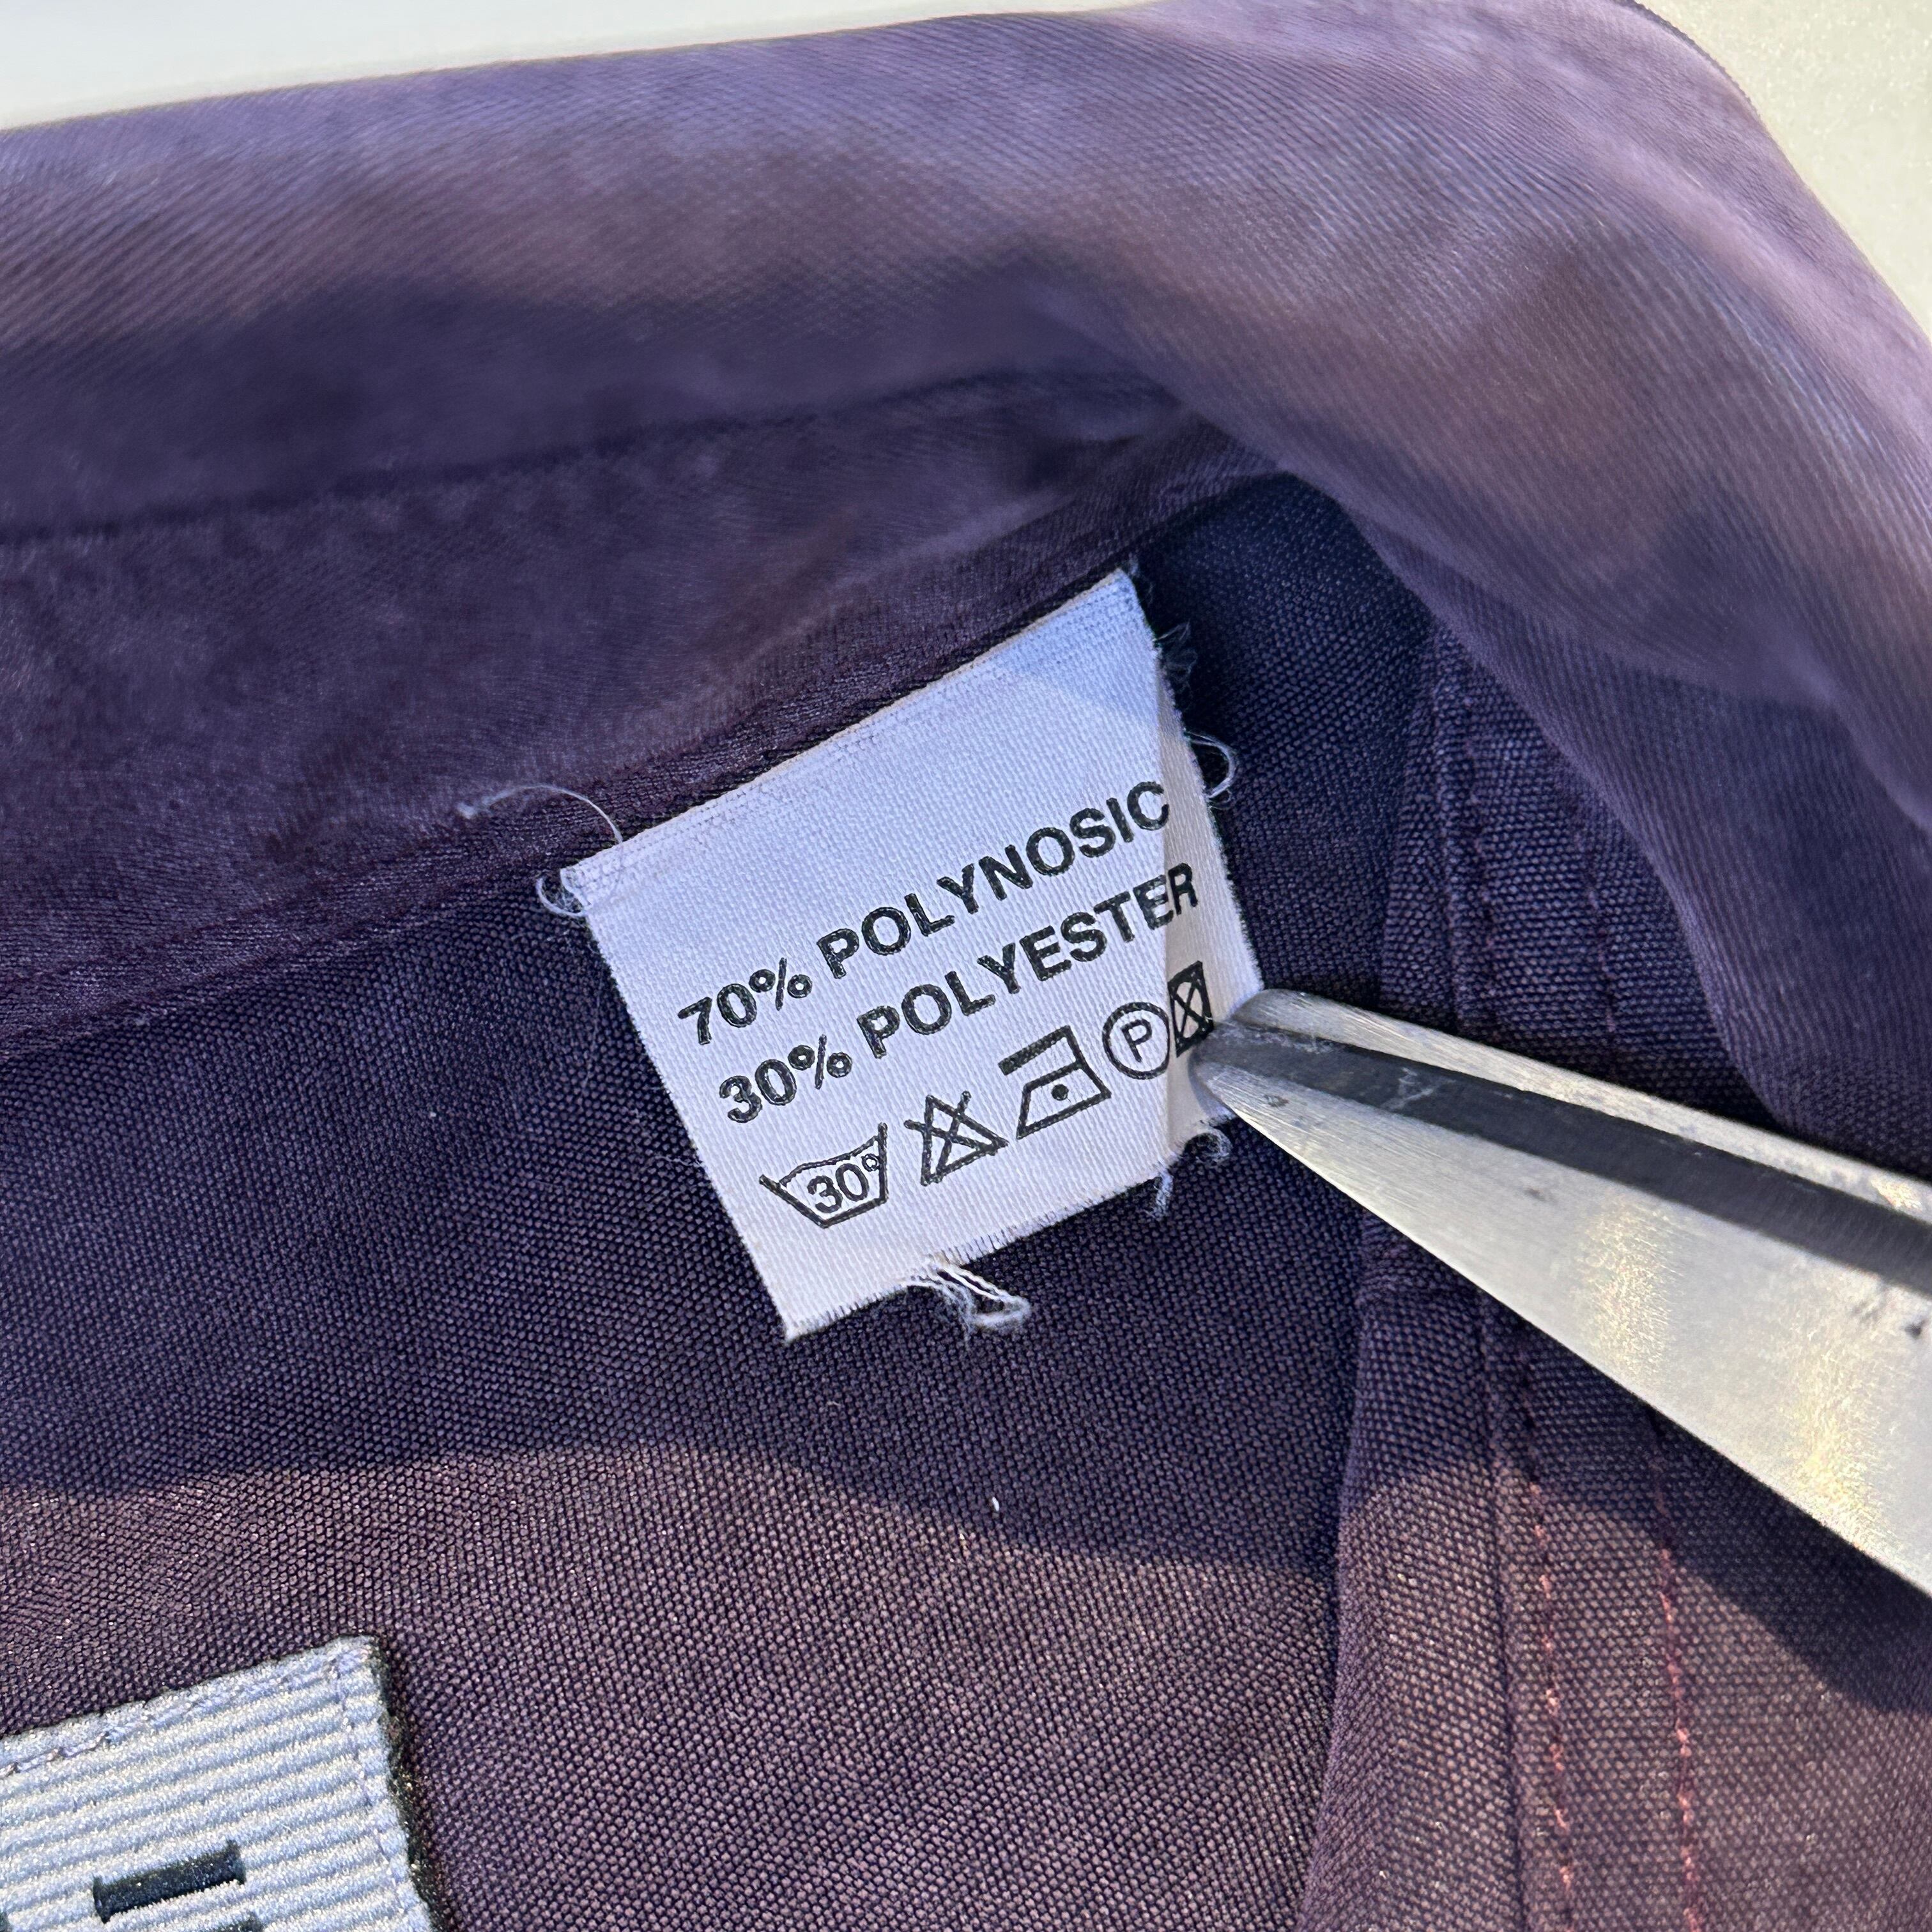 70% POLYNOSIC
30% POLYESTER
30° P